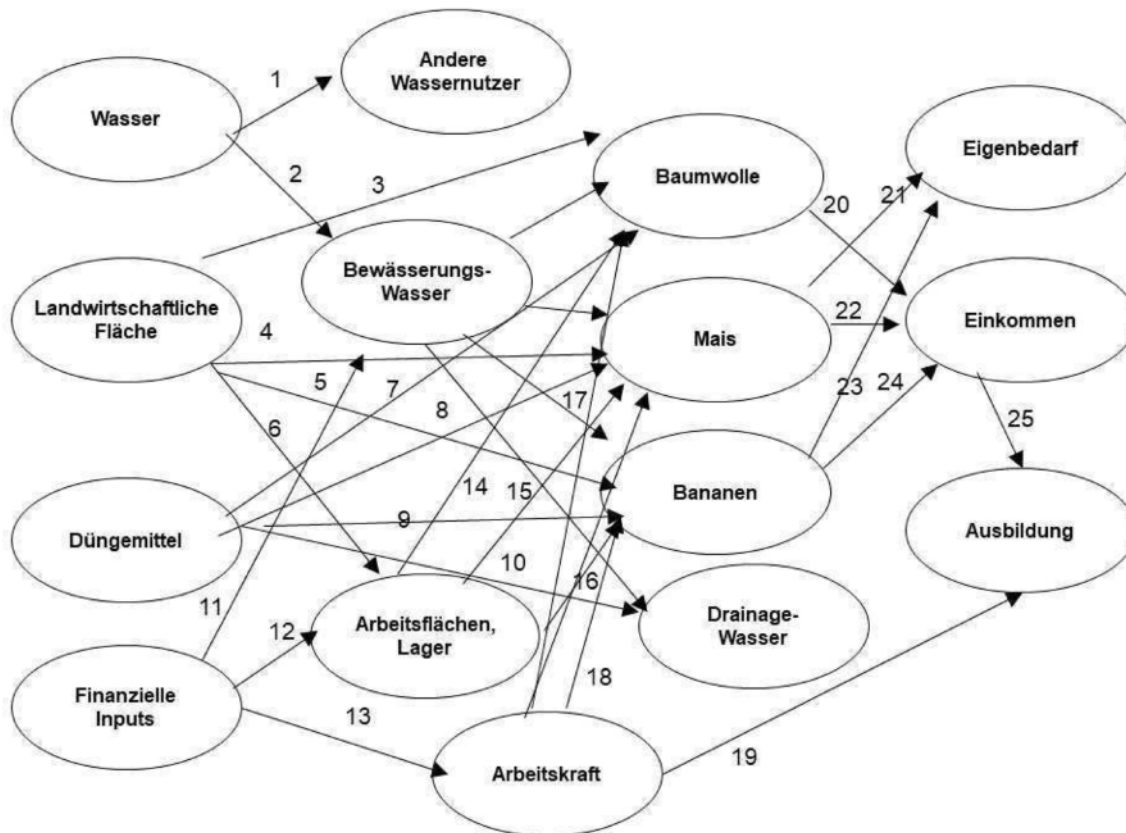 Andere
Wassernutzer
1
Wasser
Eigenbedarf
2
3
Baumwolle
21
20
Bewässerungs-
Wasser
Landwirtschaftliche
Fläche
4
Mais
22
Einkommen
5
7
8
17
23
24
6
25
14
15
Bananen
9
Ausbildung
Düngemittel
10
16
11
12
Arbeitsflächen,
Lager
Drainage-
Wasser
18
Finanzielle
Inputs
13
19
Arbeitskraft